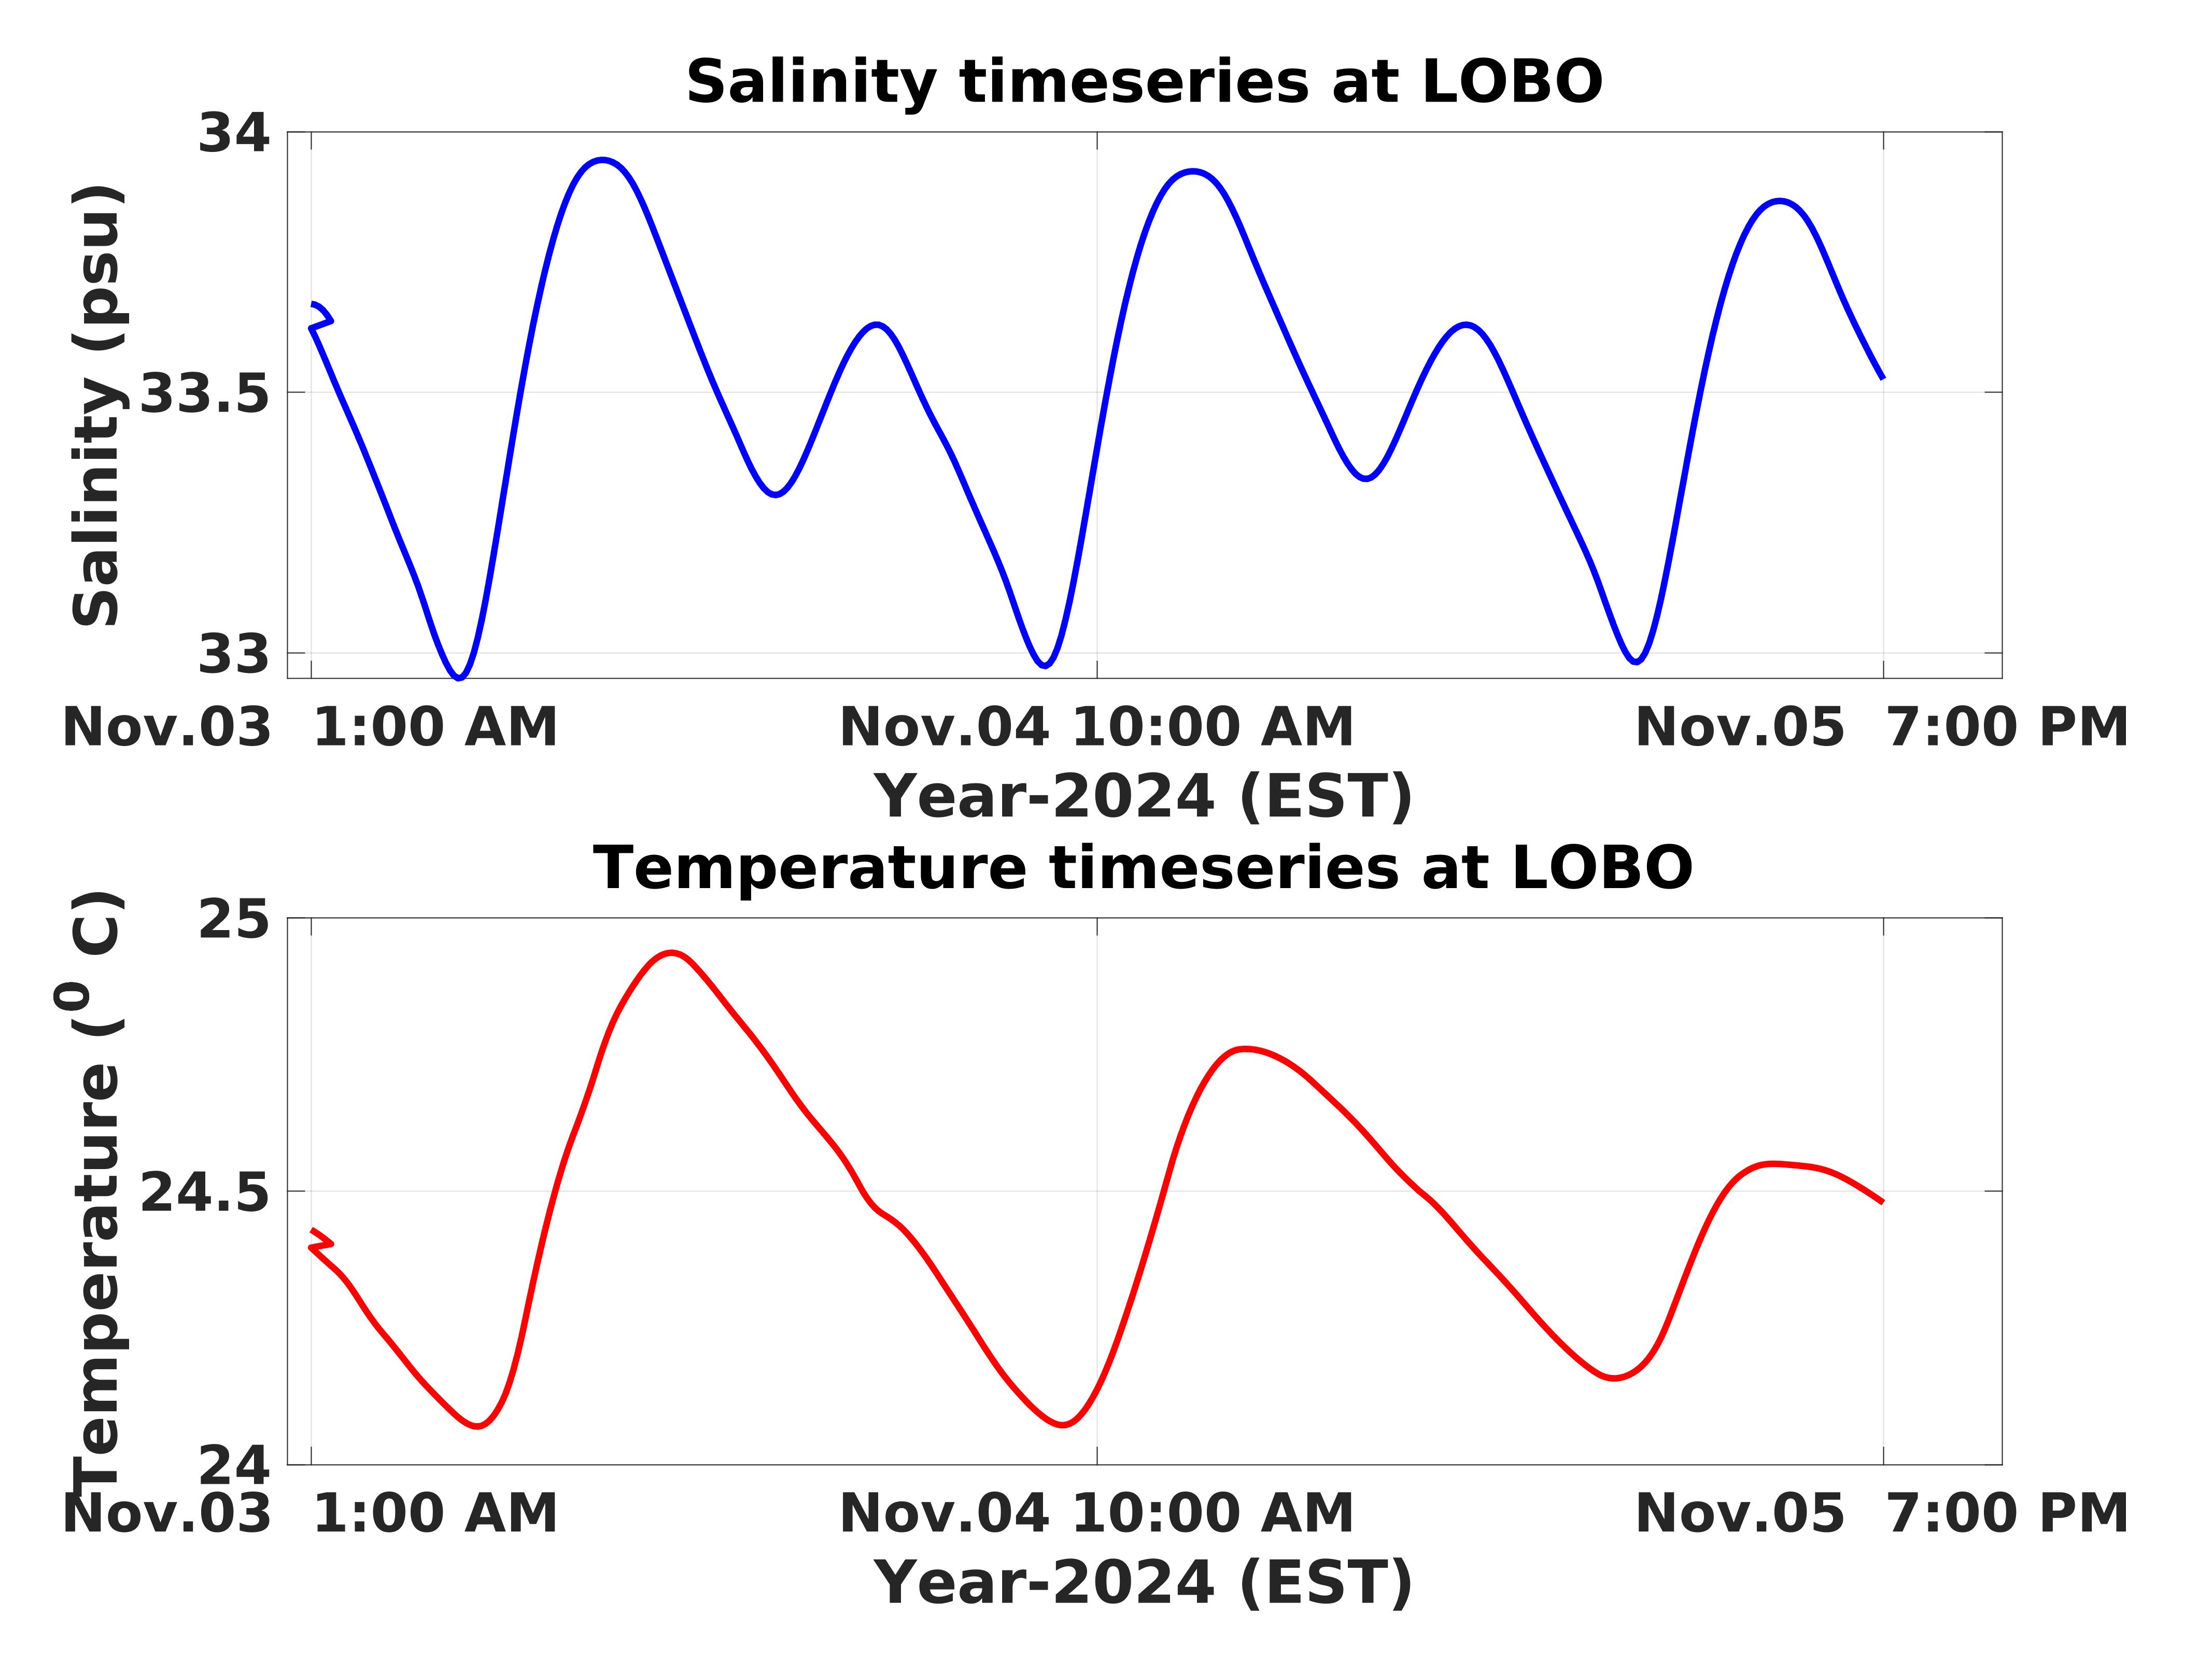 Salinity timeseries at LOBO
Salinity (psu)
34
33.5
33
Nov.03  1:00 AM
Nov.04 10:00 AM
Nov.05  7:00 PM
Year-2024 (EST)
Temperature timeseries at LOBO
Temperature (⁰ C)
25
24.5
24
Nov.03  1:00 AM
Nov.04 10:00 AM
Nov.05  7:00 PM
Year-2024 (EST)